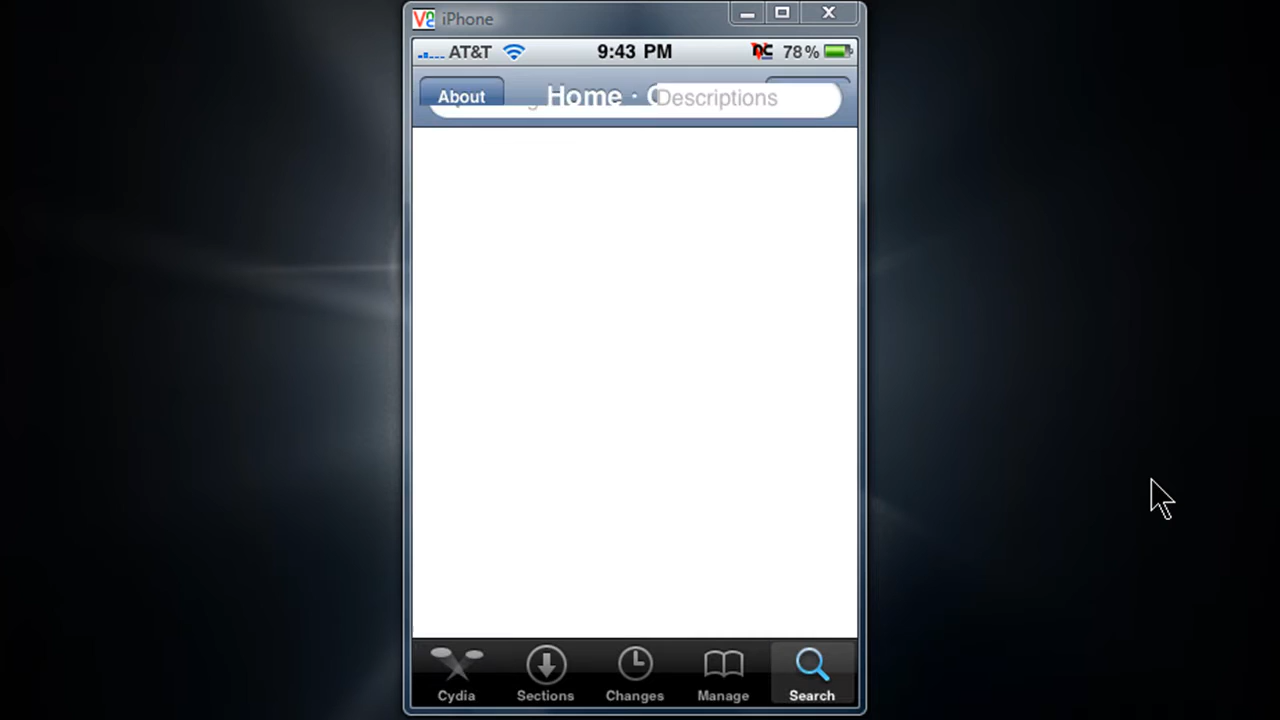 iPhone
AT&T 9:43 PM 78%
About Home · Descriptions
Cydia Sections Changes Manage Search